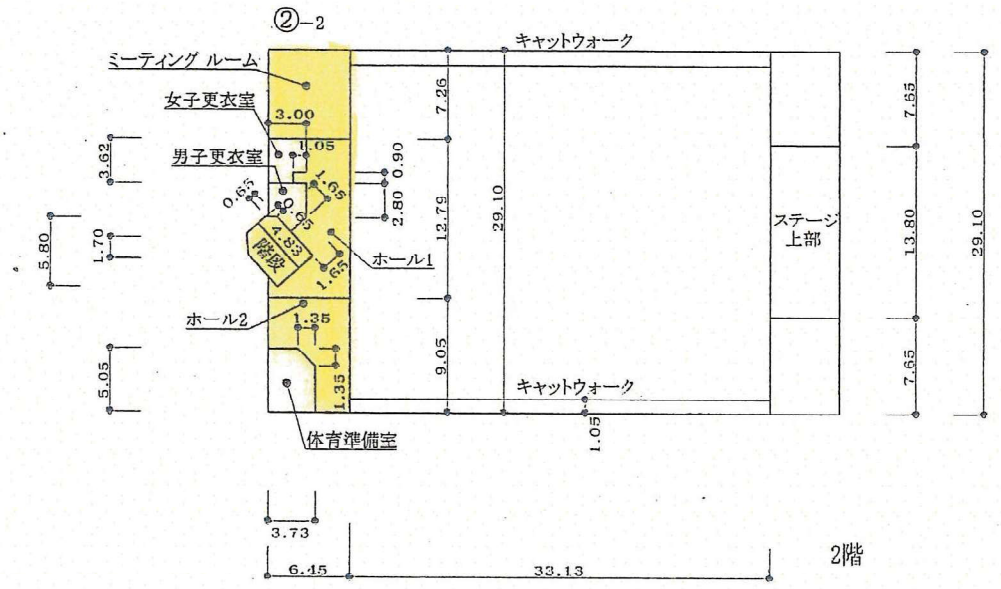 ②-2
キャットウォーク
ミーティング ルーム
女子更衣室
3.00
7.26
7.65
3.62
男子更衣室
1.05
0.90
0.65
0.65
1.65
2.80
12.79
29.10
5.80
1.70
4.83
階段
ホール1
1.65
ステージ
上部
13.80
29.10
ホール2
1.35
5.05
1.35
9.05
キャットウォーク
7.65
体育準備室
1.05
3.73
6.45
33.13
2階